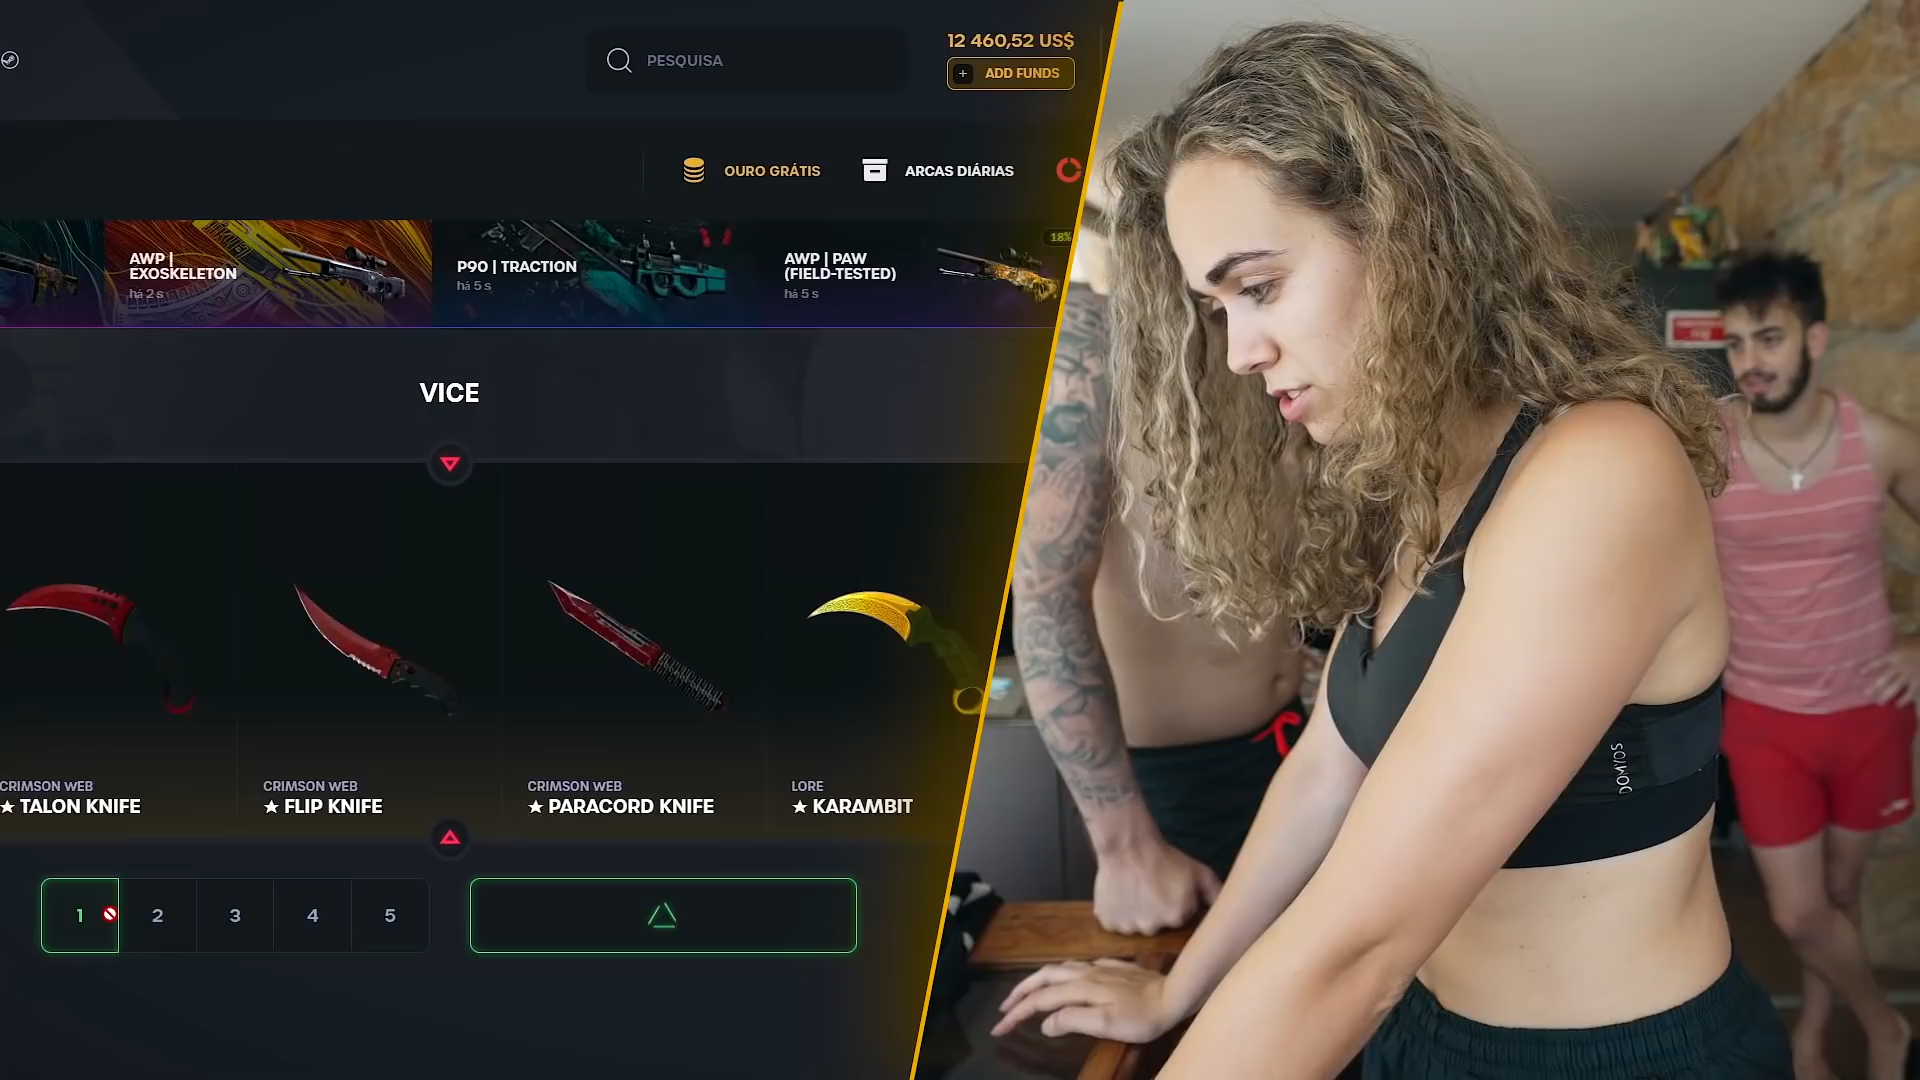 PESQUISA
12 460,52 US$
+ ADD FUNDS
OURO GRÁTIS
ARCAS DIÁRIAS
AWP |
EXOSKELETON
há 2 s
P90 | TRACTION
há 5 s
AWP | PAW
(FIELD-TESTED)
há 5 s
18%
VICE
CRIMSON WEB
★ TALON KNIFE
CRIMSON WEB
★ FLIP KNIFE
CRIMSON WEB
★ PARACORD KNIFE
LORE
★ KARAMBIT
1
2
3
4
5
DOMYOS